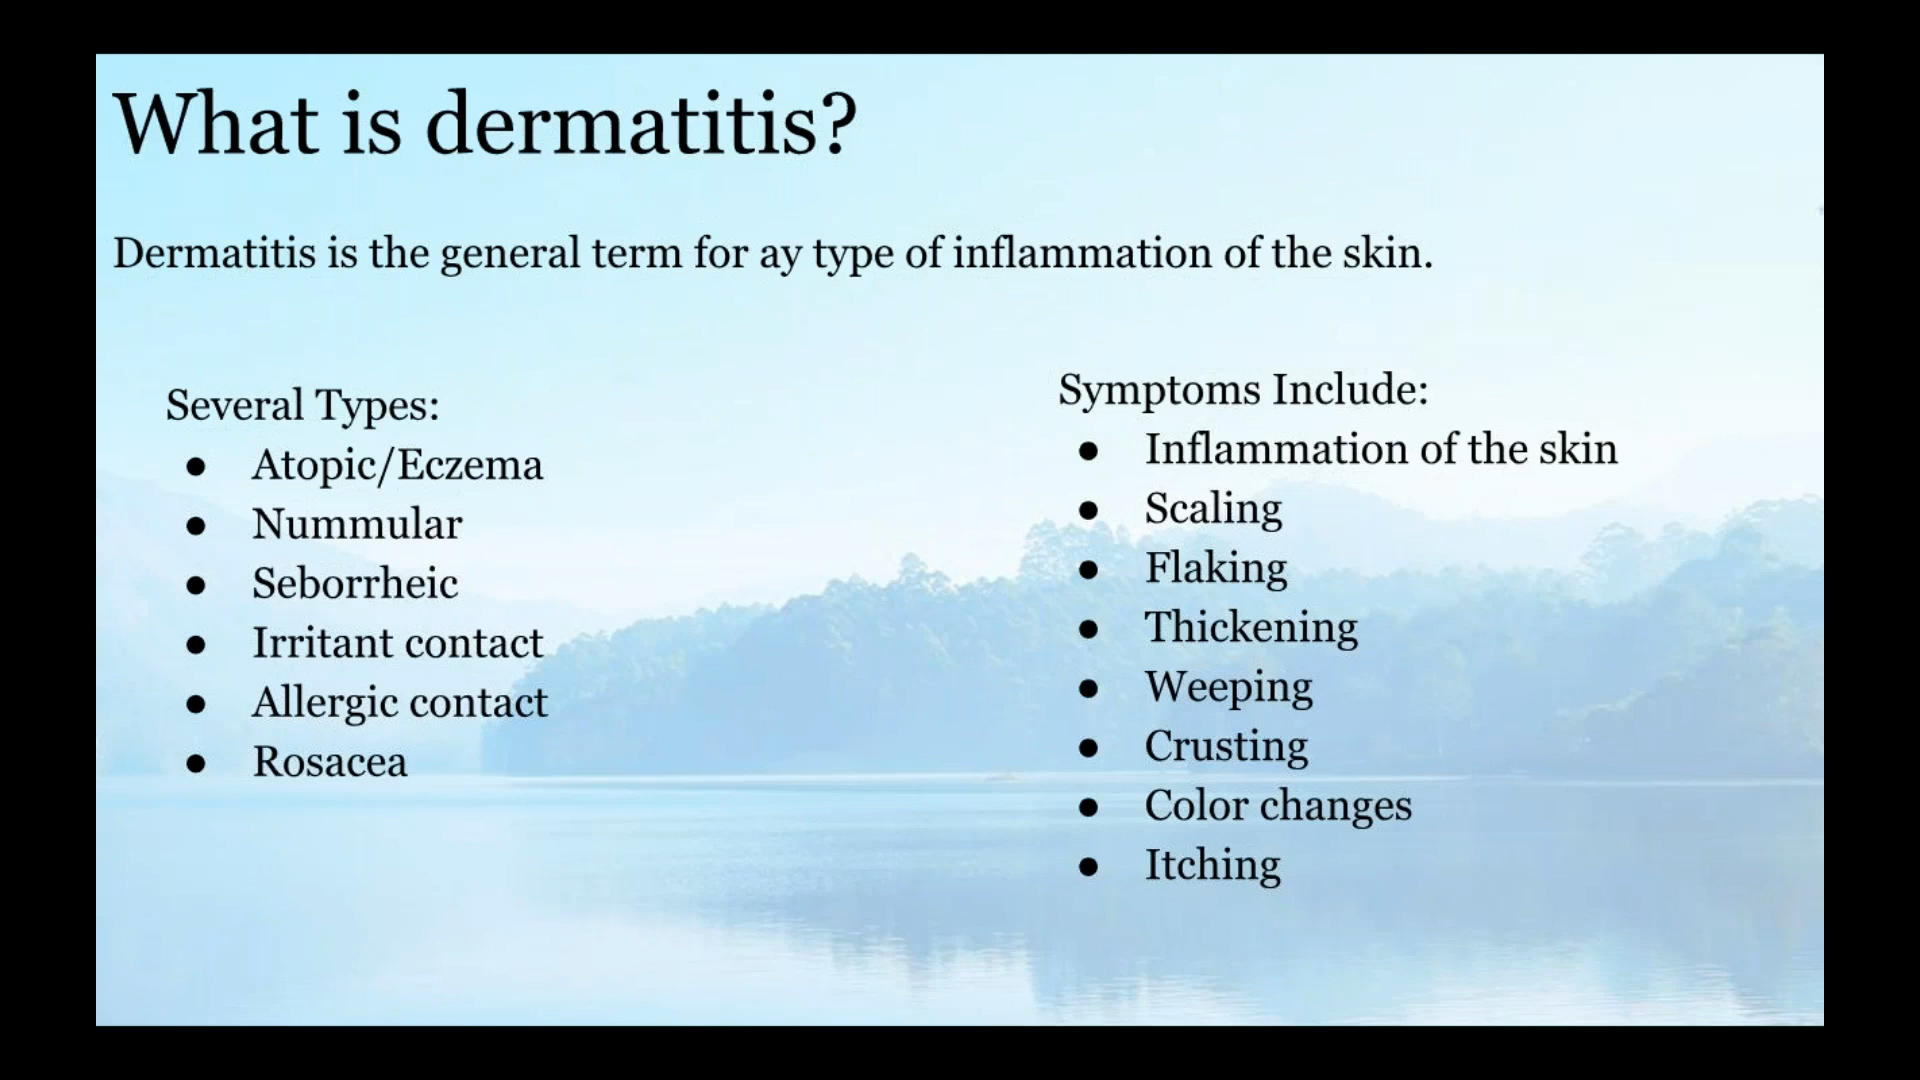 What is dermatitis?
Dermatitis is the general term for ay type of inflammation of the skin.
Several Types:
● Atopic/Eczema
● Nummular
● Seborrheic
● Irritant contact
● Allergic contact
● Rosacea
Symptoms Include:
● Inflammation of the skin
● Scaling
● Flaking
● Thickening
● Weeping
● Crusting
● Color changes
● Itching